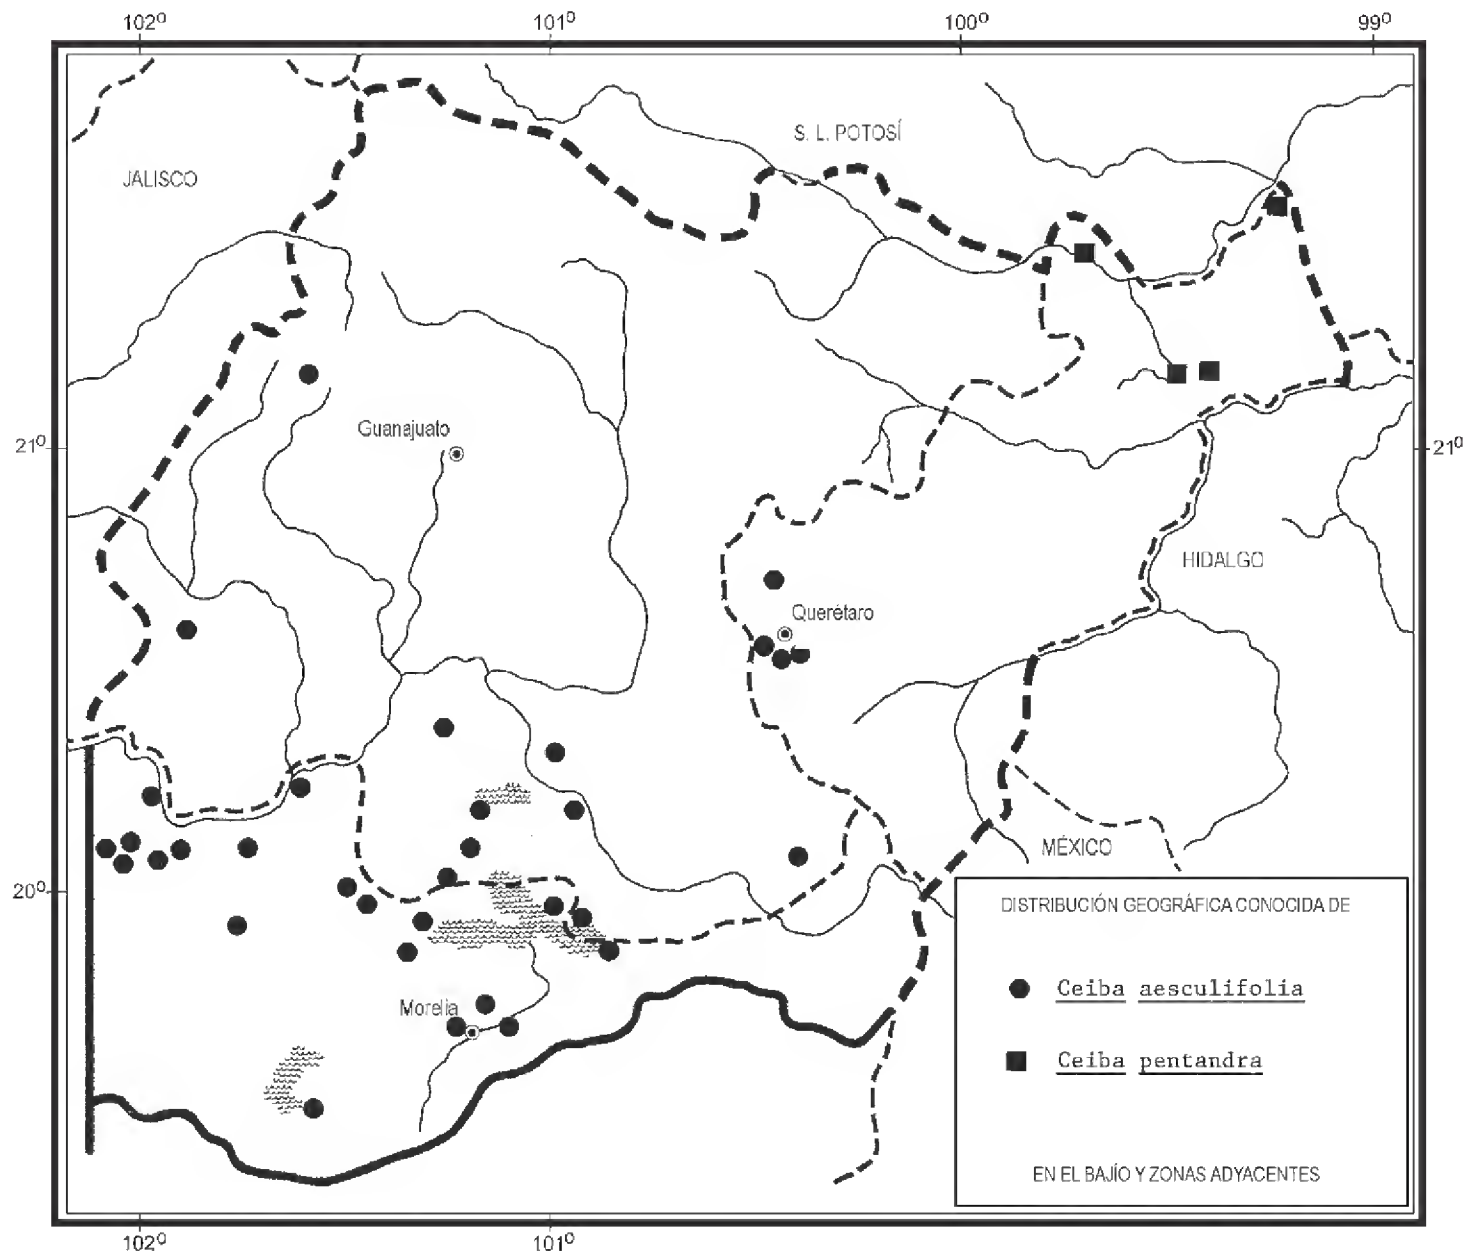 102º 101º 100º 99º
S. L. POTOSÍ
JALISCO
Guanajuato
21º 21º
HIDALGO
Querétaro
MÉXICO
20º
DISTRIBUCIÓN GEOGRÁFICA CONOCIDA DE
Ceiba aesculifolia
Morelia
Ceiba pentandra
EN EL BAJÍO Y ZONAS ADYACENTES
102º 101º